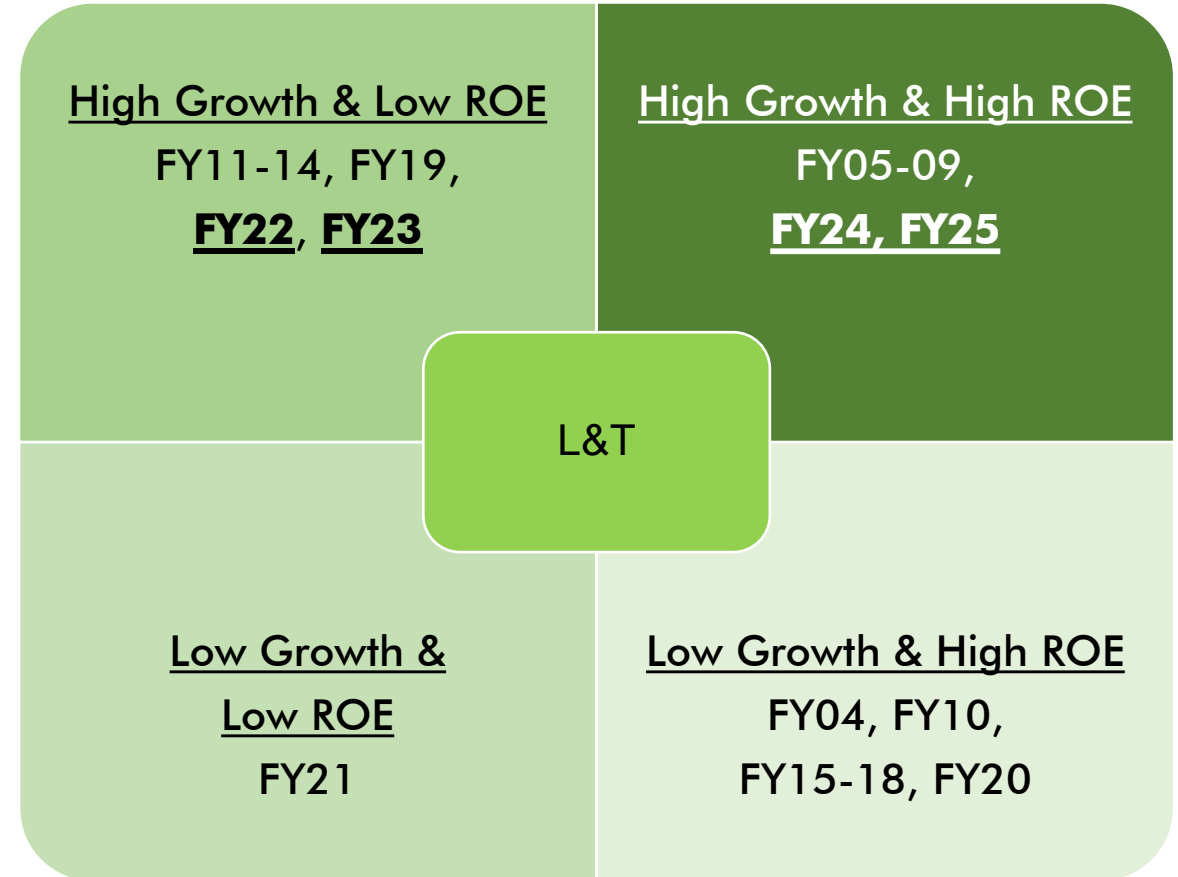 High Growth & Low ROE
FY11-14, FY19,
FY22, FY23
High Growth & High ROE
FY05-09,
FY24, FY25
L&T
Low Growth &
Low ROE
FY21
Low Growth & High ROE
FY04, FY10,
FY15-18, FY20